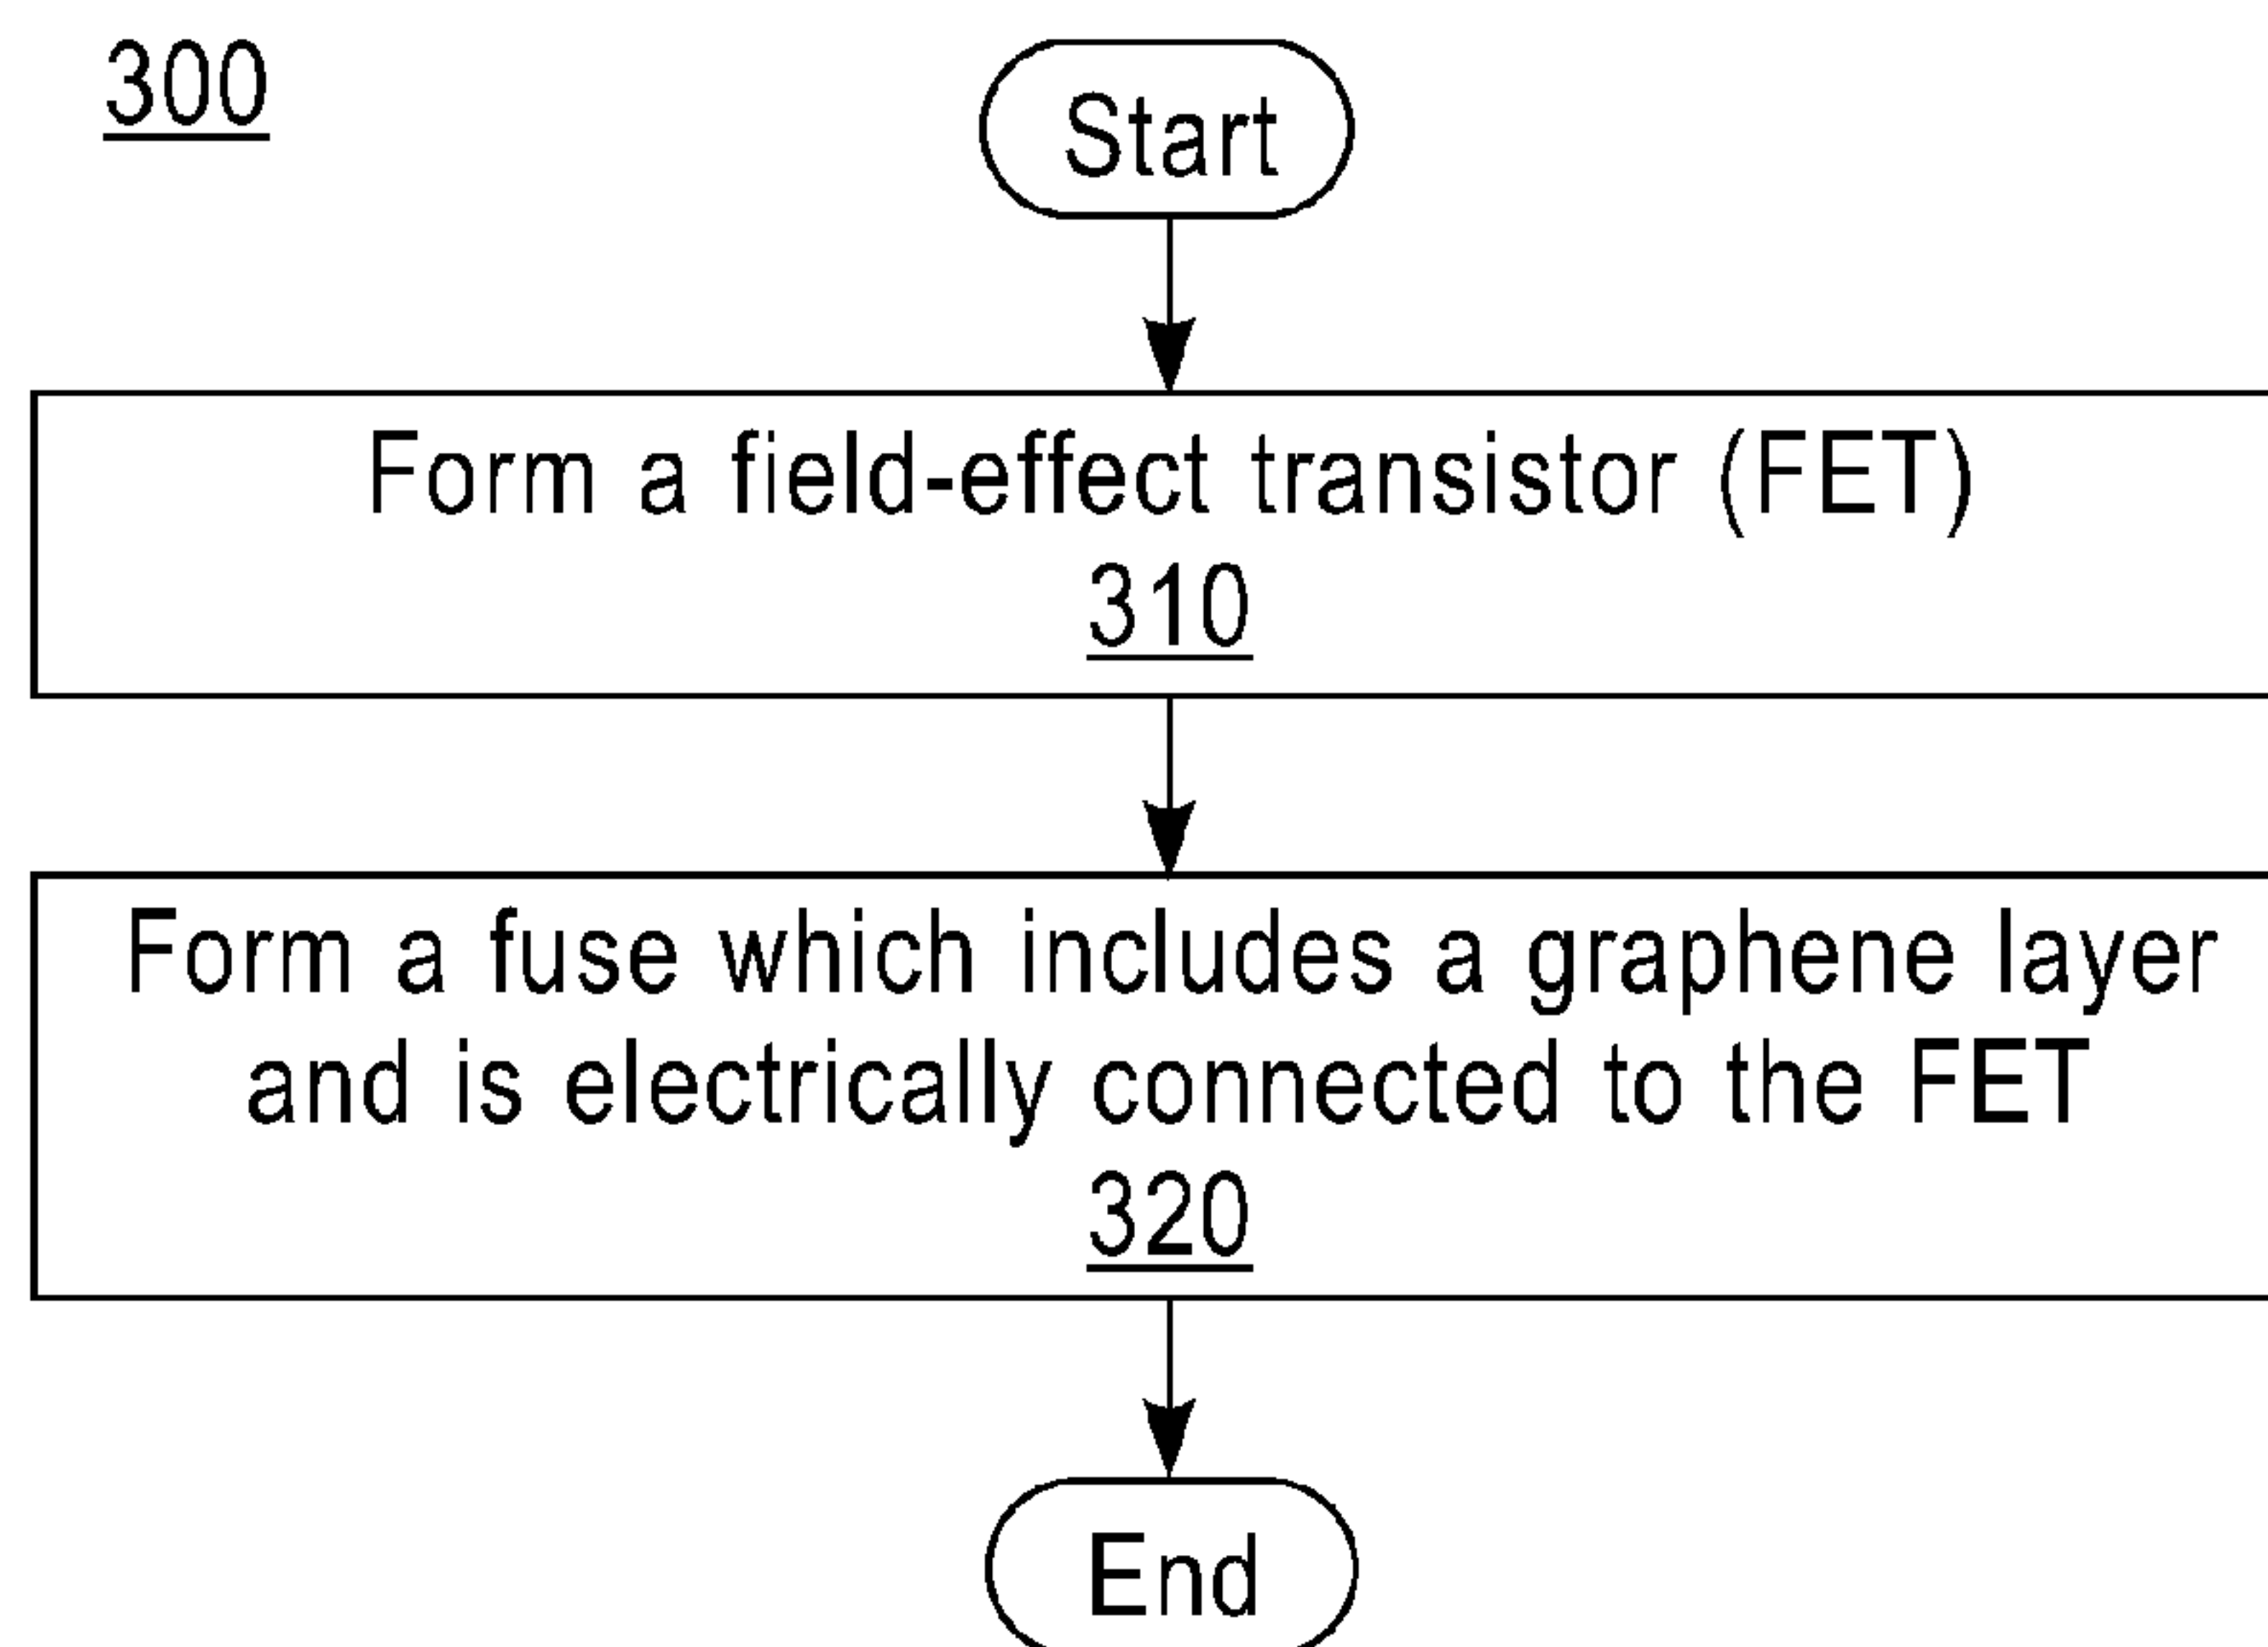 300
Start
Form a field-effect transistor (FET)
310
Form a fuse which includes a graphene layer
and is electrically connected to the FET
320
End